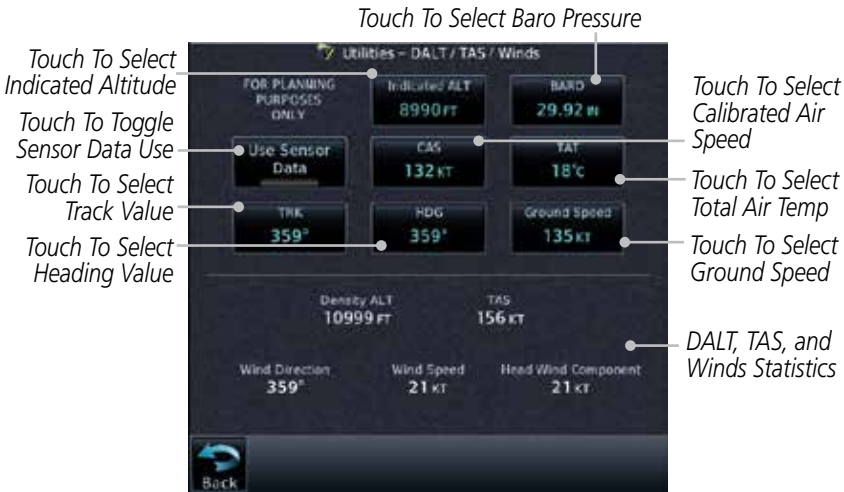 Touch To Select Baro Pressure
Touch To Select
Indicated Altitude
Touch To Toggle
Sensor Data Use
Touch To Select
Track Value
Touch To Select
Heading Value
Utilities – DALT / TAS / Winds
FOR PLANNING
PURPOSES
ONLY
Indicated ALT
8990 FT
BARO
29.92 IN
Use Sensor
Data
CAS
132 KT
TAT
18°C
TRK
359°
HDG
359°
Ground Speed
135 KT
Density ALT
10999 FT
TAS
156 KT
Wind Direction
359°
Wind Speed
21 KT
Head Wind Component
21 KT
Back
Touch To Select
Calibrated Air
Speed
Touch To Select
Total Air Temp
Touch To Select
Ground Speed
DALT, TAS, and
Winds Statistics